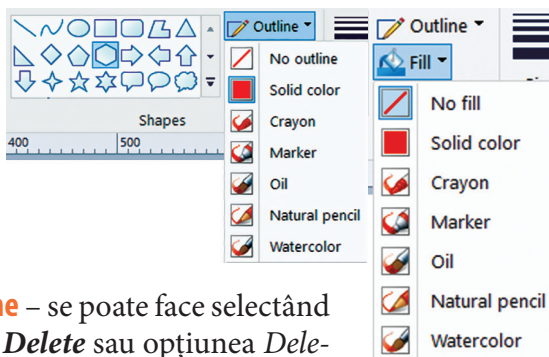 Outline
No outline
Solid color
Crayon
Marker
Oil
Natural pencil
Watercolor
Shapes
400 500
Outline
Fill
No fill
Solid color
Crayon
Marker
Oil
Natural pencil
Watercolor
– se poate face selectând
Delete sau opțiunea Dele-